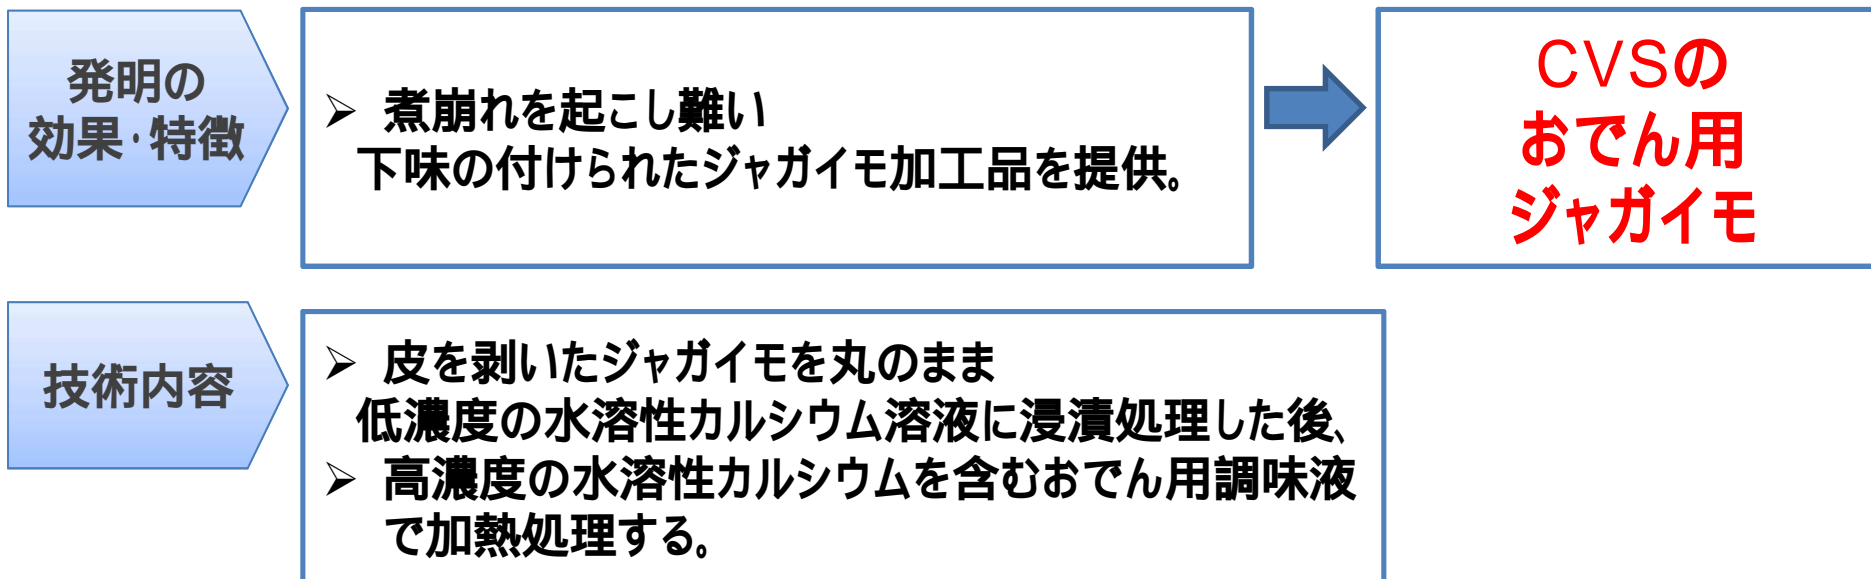 発明の
効果・特徴
➢ 煮崩れを起こし難い
下味の付けられたジャガイモ加工品を提供。
CVSの
おでん用
ジャガイモ
技術内容
➢ 皮を剥いたジャガイモを丸のまま
低濃度の水溶性カルシウム溶液に浸漬処理した後、
➢ 高濃度の水溶性カルシウムを含むおでん用調味液
で加熱処理する。